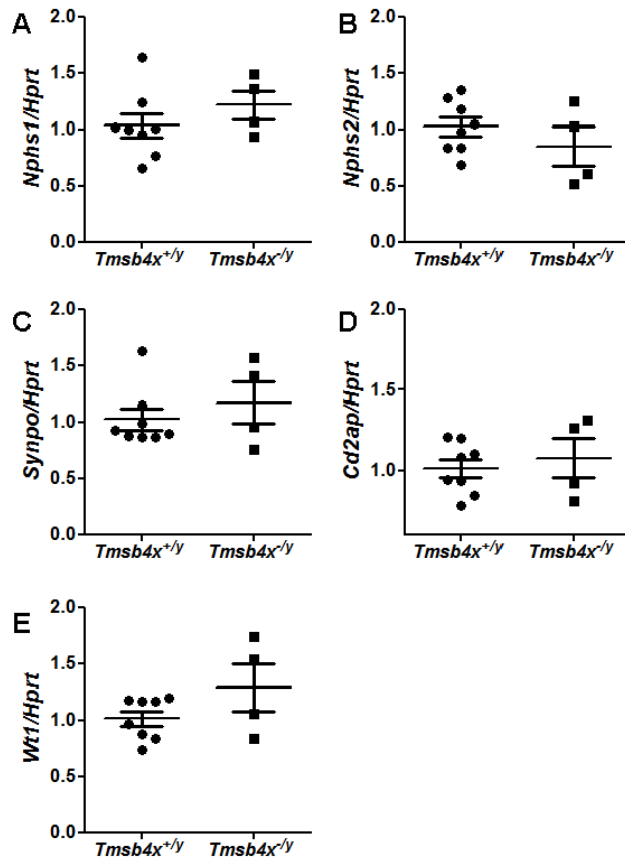 A
B
2.0
1.5
1.0
0.5
0.0
Nphs1/Hprt
Tmsb4x+/y
Tmsb4x-/y
2.0
1.5
1.0
0.5
0.0
Nphs2/Hprt
Tmsb4x+/y
Tmsb4x-/y
C
D
2.0
1.5
1.0
0.5
0.0
Synpo/Hprt
Tmsb4x+/y
Tmsb4x-/y
2.0
1.5
1.0
Cd2ap/Hprt
Tmsb4x+/y
Tmsb4x-/y
E
2.0
1.5
1.0
0.5
0.0
Wt1/Hprt
Tmsb4x+/y
Tmsb4x-/y